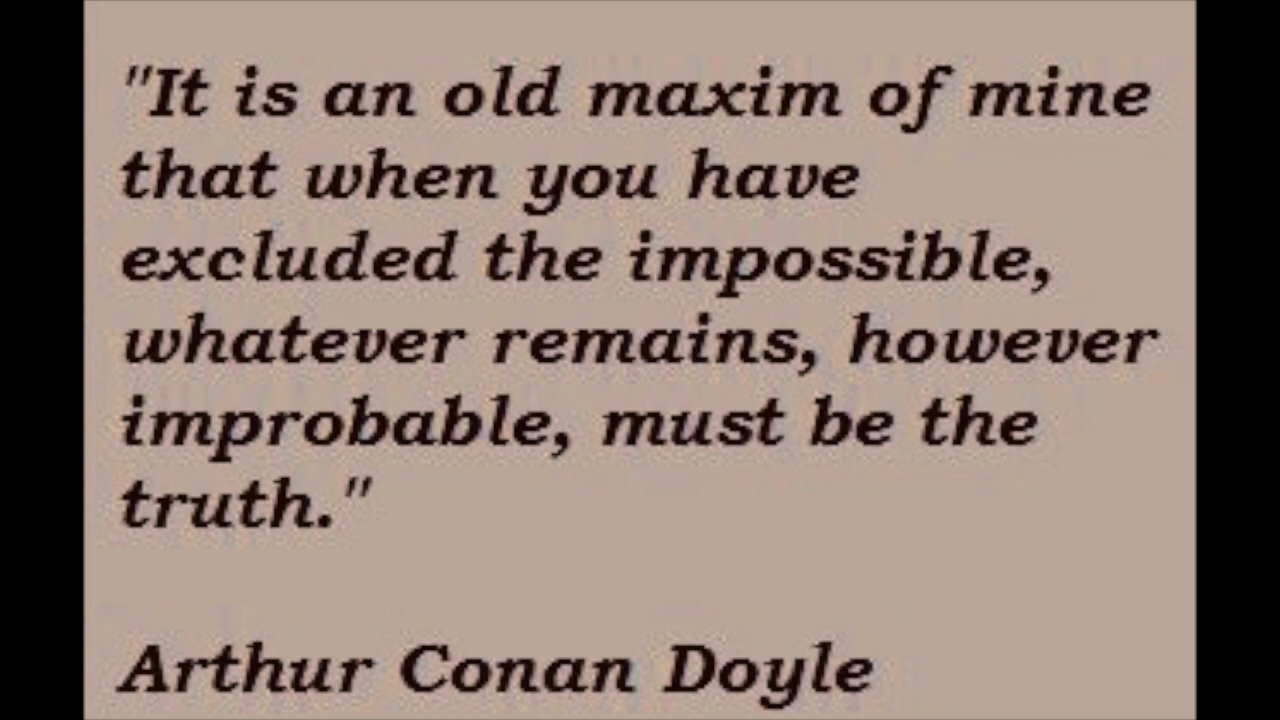 "It is an old maxim of mine
that when you have
excluded the impossible,
whatever remains, however
improbable, must be the
truth."
Arthur Conan Doyle